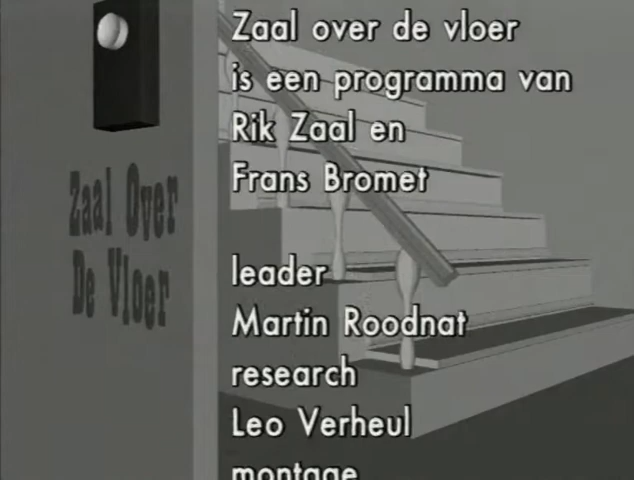 Zaal Over
De Vloer
Zaal over de vloer
is een programma van
Rik Zaal en
Frans Bromet
leader
Martin Roodnat
research
Leo Verheul
montage